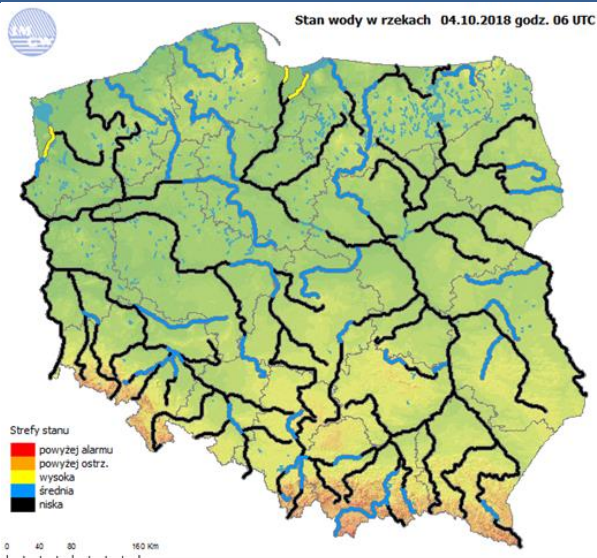 Stan wody w rzekach 04.10.2018 godz. 06 UTC
Strefy stanu
powyżej alarmu
powyżej ostrz.
wysoka
średnia
niska
0 40 80 160 Km